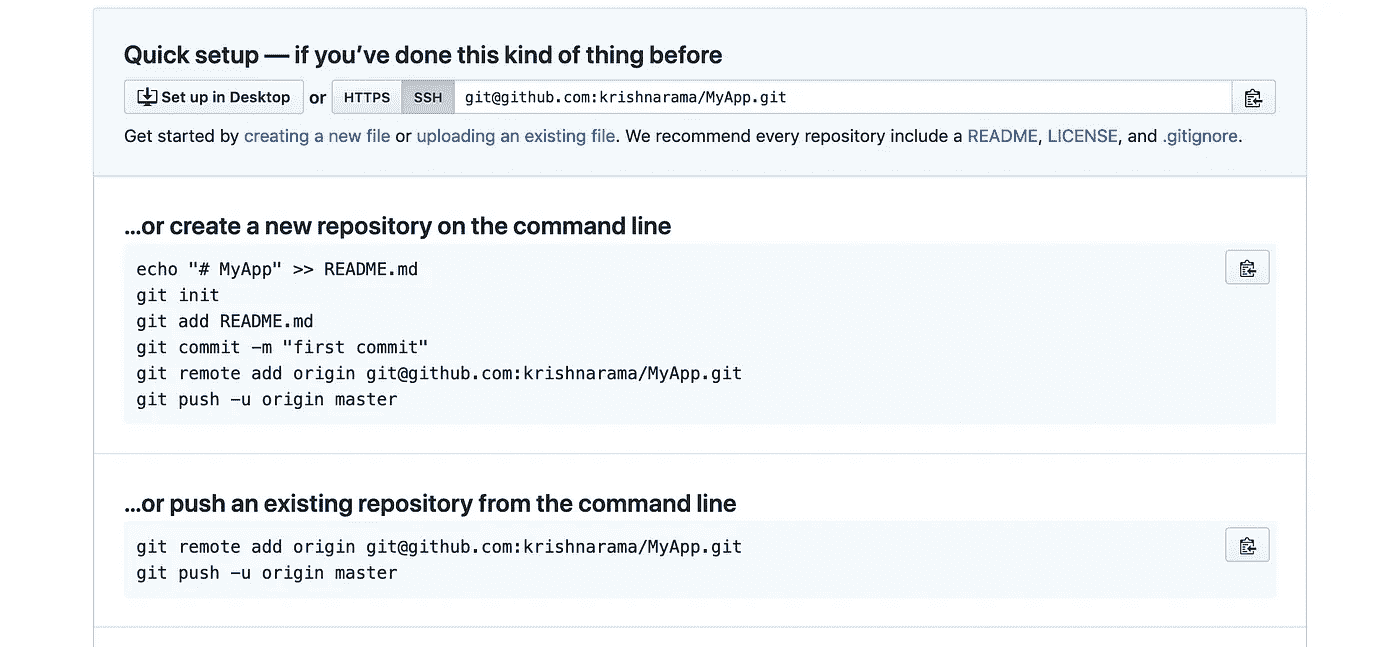 Quick setup — if you’ve done this kind of thing before
Set up in Desktop or HTTPS SSH git@github.com:krishnarama/MyApp.git
Get started by creating a new file or uploading an existing file. We recommend every repository include a README, LICENSE, and .gitignore.
…or create a new repository on the command line
echo "# MyApp" >> README.md
git init
git add README.md
git commit -m "first commit"
git remote add origin git@github.com:krishnarama/MyApp.git
git push -u origin master
…or push an existing repository from the command line
git remote add origin git@github.com:krishnarama/MyApp.git
git push -u origin master